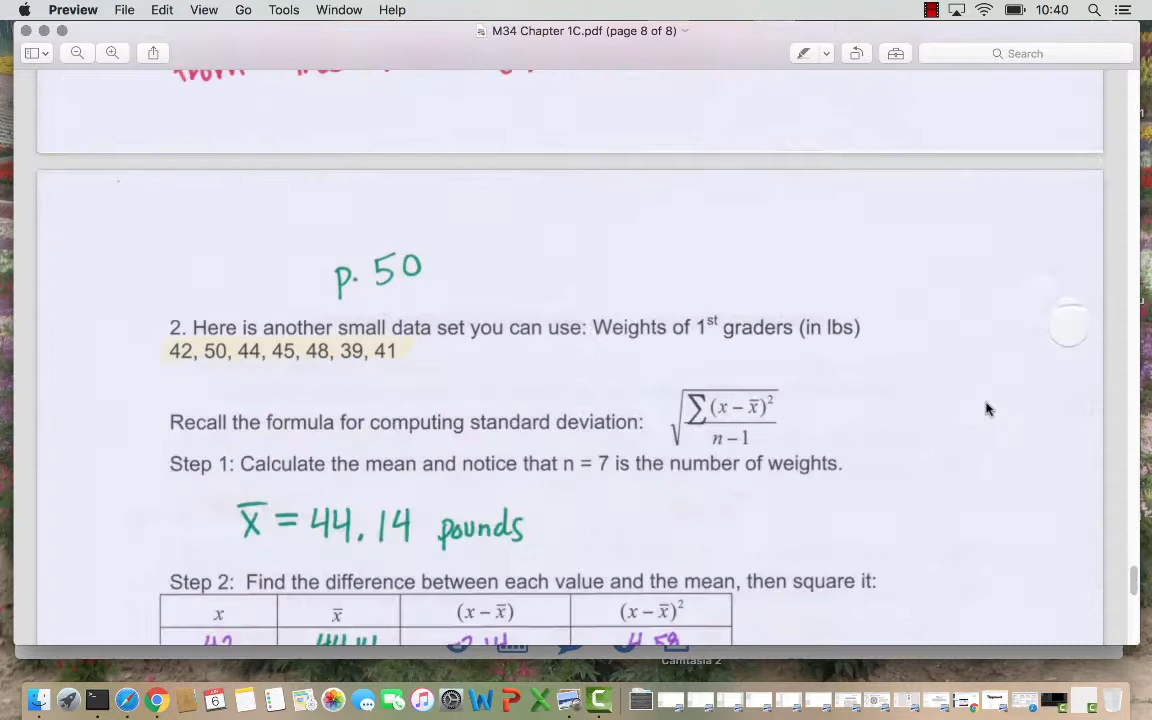 Preview File Edit View Go Tools Window Help 10:40
M34 Chapter 1C.pdf (page 8 of 8)
Search
from
p. 50
2. Here is another small data set you can use: Weights of 1st graders (in lbs)
42, 50, 44, 45, 48, 39, 41
Recall the formula for computing standard deviation: √(∑(x − x̄)² / (n − 1))
Step 1: Calculate the mean and notice that n = 7 is the number of weights.
x̄ = 44.14 pounds
Step 2: Find the difference between each value and the mean, then square it:
x x̄ (x − x̄) (x − x̄)²
Camtasia 2